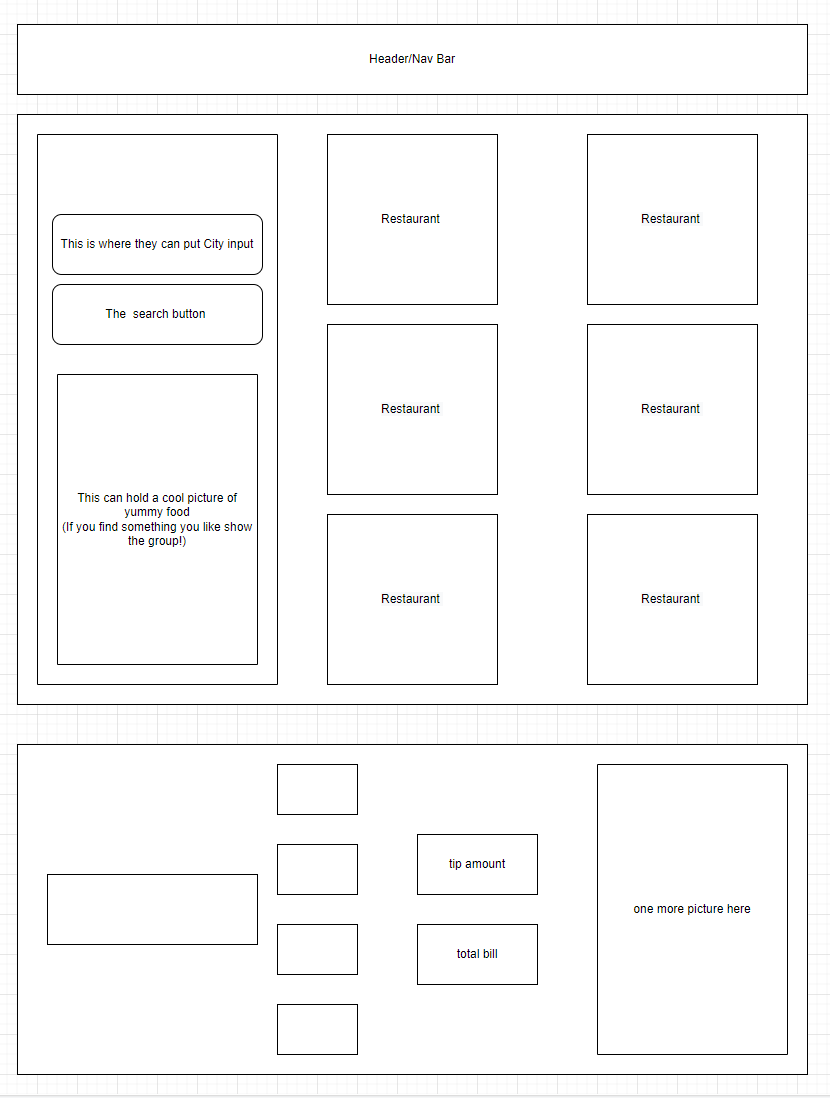 Header/Nav Bar
This is where they can put City input
The  search button
This can hold a cool picture of
yummy food
(If you find something you like show
the group!)
Restaurant
Restaurant
Restaurant
Restaurant
Restaurant
Restaurant
tip amount
total bill
one more picture here